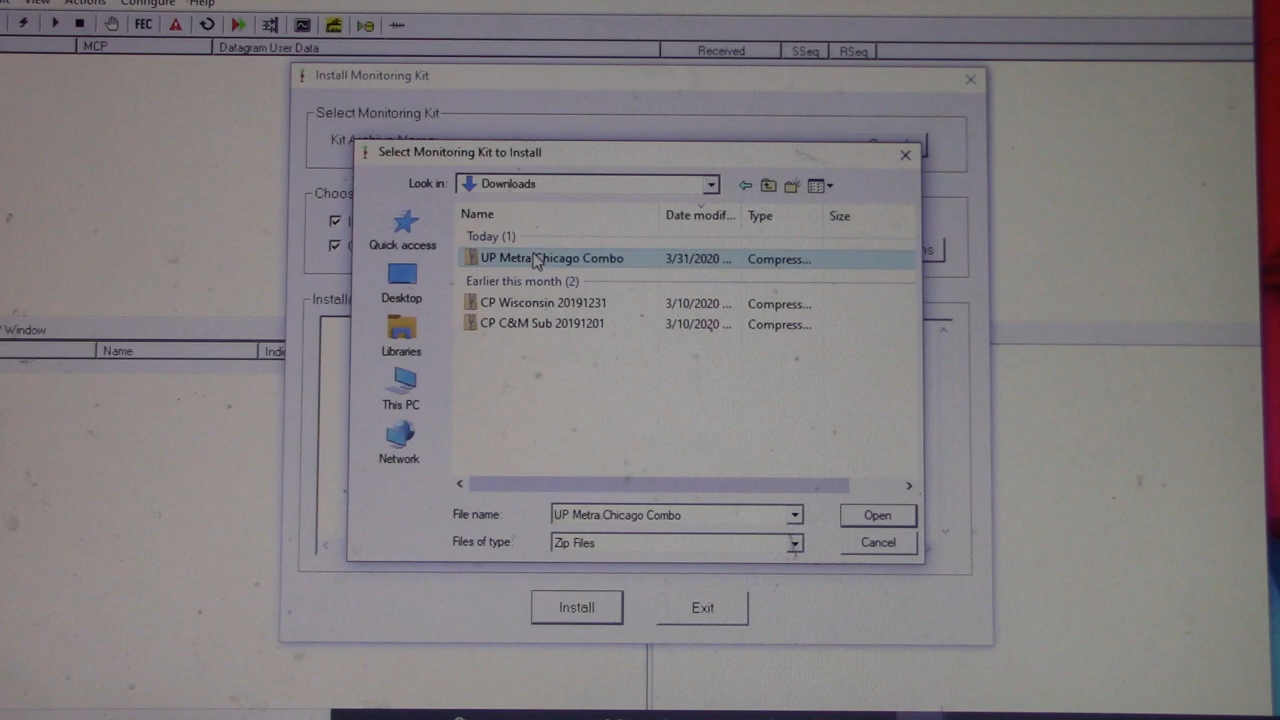 View Actions Configure Help
FEC
MCP Datagram User Data Received SSeq RSeq
Install Monitoring Kit
Select Monitoring Kit
Select Monitoring Kit to Install
Look in: Downloads
Name Date modif... Type Size
Today (1)
UP Metra Chicago Combo 3/31/2020 ... Compress...
Earlier this month (2)
CP Wisconsin 20191231 3/10/2020 ... Compress...
CP C&M Sub 20191201 3/10/2020 ... Compress...
Quick access
Desktop
Libraries
This PC
Network
File name: UP Metra Chicago Combo Open
Files of type: Zip Files Cancel
Choos
Installe
Window
Name Indi
Install Exit